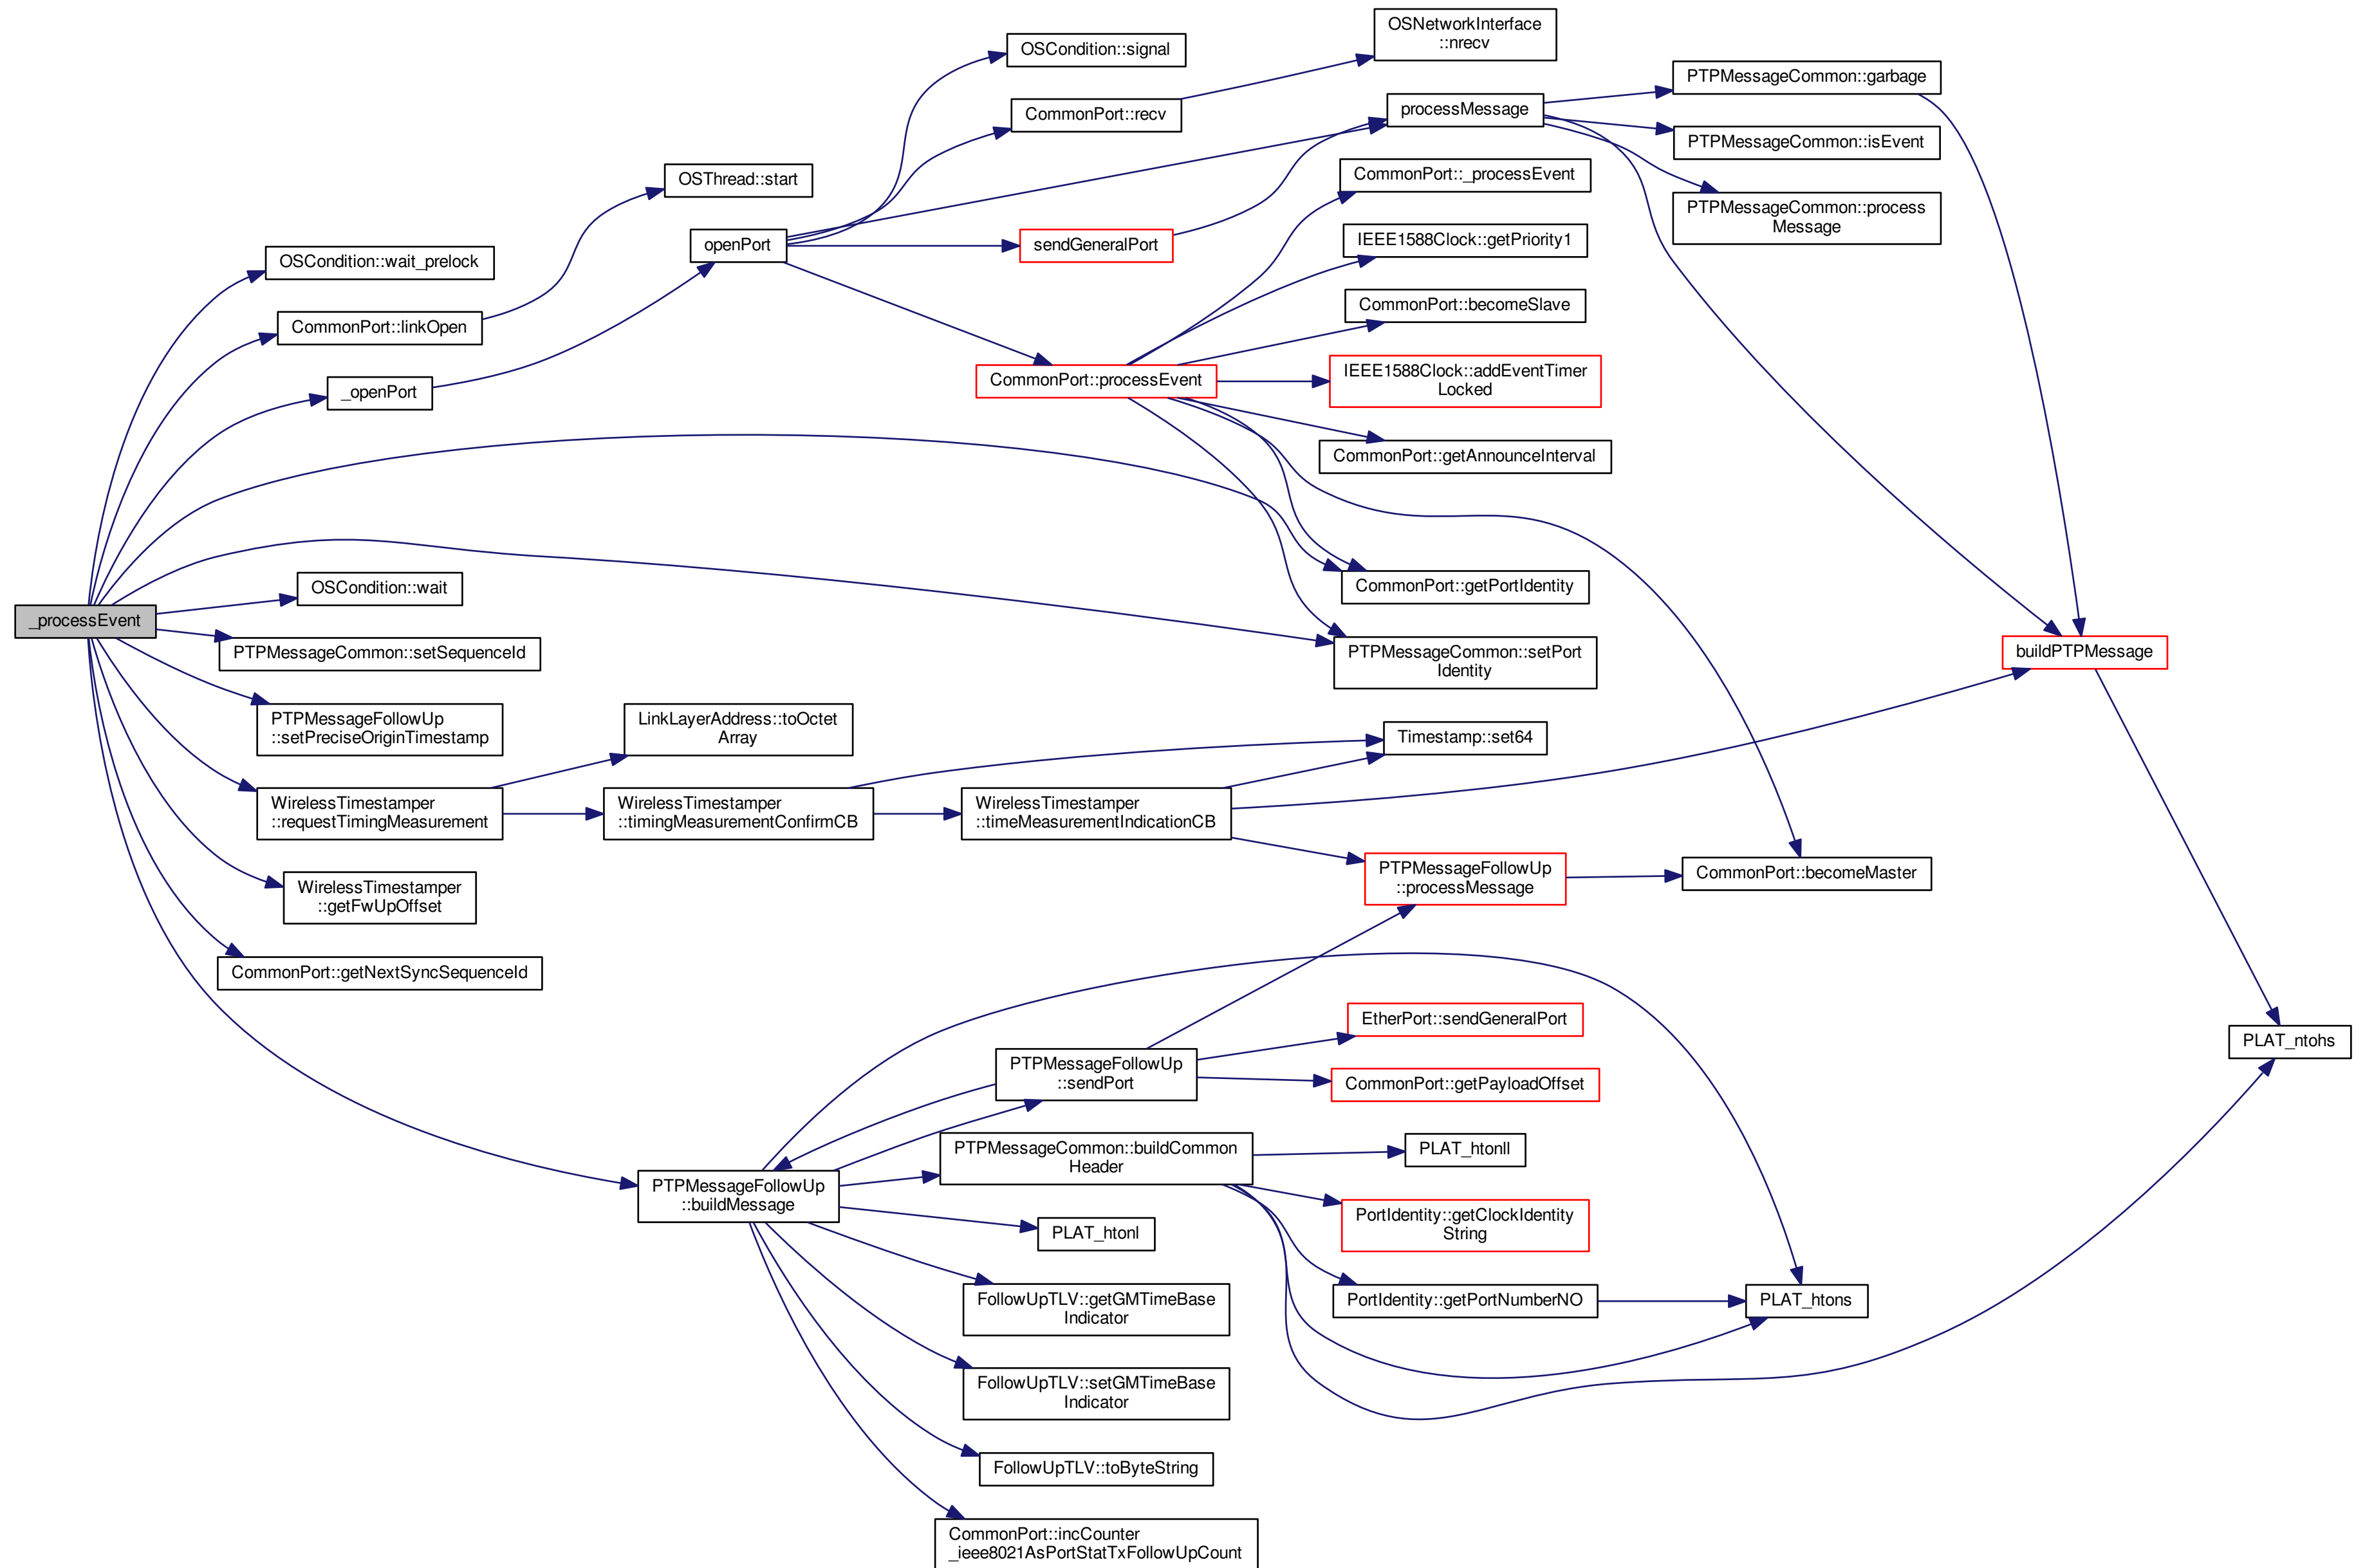 OSNetworkInterface
::nrecv
OSCondition::signal
PTPMessageCommon::garbage
CommonPort::recv
processMessage
PTPMessageCommon::isEvent
OSThread::start
CommonPort::_processEvent
PTPMessageCommon::process
Message
openPort
sendGeneralPort
IEEE1588Clock::getPriority1
OSCondition::wait_prelock
CommonPort::becomeSlave
CommonPort::linkOpen
CommonPort::processEvent
IEEE1588Clock::addEventTimer
Locked
_openPort
CommonPort::getAnnounceInterval
OSCondition::wait
CommonPort::getPortIdentity
_processEvent
PTPMessageCommon::setSequenceId
PTPMessageCommon::setPort
Identity
buildPTPMessage
PTPMessageFollowUp
::setPreciseOriginTimestamp
LinkLayerAddress::toOctet
Array
Timestamp::set64
WirelessTimestamper
::requestTimingMeasurement
WirelessTimestamper
::timingMeasurementConfirmCB
WirelessTimestamper
::timeMeasurementIndicationCB
PTPMessageFollowUp
::processMessage
CommonPort::becomeMaster
WirelessTimestamper
::getFwUpOffset
CommonPort::getNextSyncSequenceId
EtherPort::sendGeneralPort
PLAT_ntohs
PTPMessageFollowUp
::sendPort
CommonPort::getPayloadOffset
PTPMessageCommon::buildCommon
Header
PLAT_htonll
PTPMessageFollowUp
::buildMessage
PortIdentity::getClockIdentity
String
PLAT_htonl
FollowUpTLV::getGMTimeBase
Indicator
PortIdentity::getPortNumberNO
PLAT_htons
FollowUpTLV::setGMTimeBase
Indicator
FollowUpTLV::toByteString
CommonPort::incCounter
_ieee8021AsPortStatTxFollowUpCount